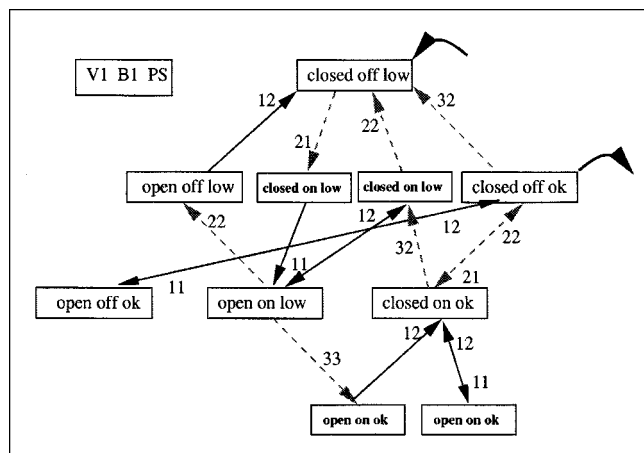 V1 B1 PS
closed off low
12
21
22
32
open off low
closed on low
closed on low
closed off ok
22
12
12
22
11
32
21
11
open off ok
open on low
closed on ok
33
12
12
11
open on ok
open on ok